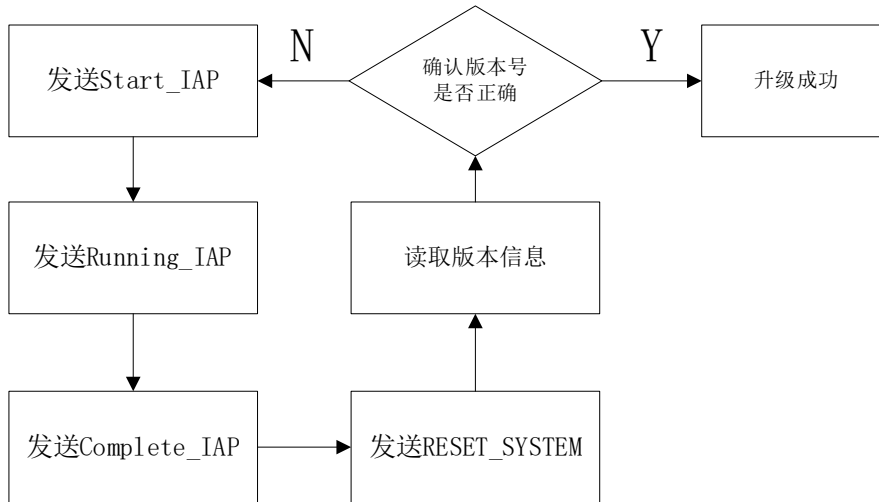 N
Y
发送Start_IAP
确认版本号
是否正确
升级成功
发送Running_IAP
读取版本信息
发送Complete_IAP
发送RESET_SYSTEM